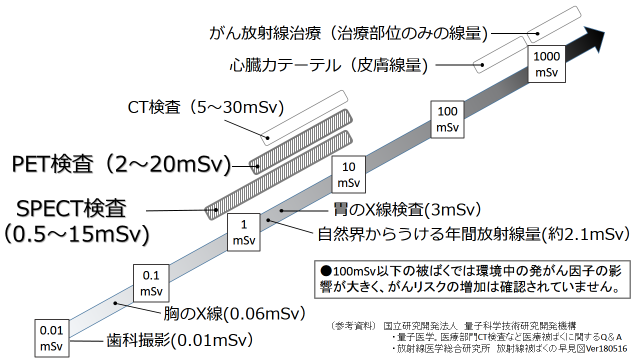 がん放射線治療（治療部位のみの線量)
心臓カテーテル（皮膚線量)
1000
mSv
CT検査（5～30mSv)
100
mSv
PET検査（2～20mSv)
10
mSv
SPECT検査
（0.5～15mSv)
胃のX線検査(3mSv）
1
mSv
自然界からうける年間放射線量(約2.1mSv）
0.1
mSv
●100mSv以下の被ばくでは環境中の発がん因子の影
響が大きく、がんリスクの増加は確認されていません。
胸のX線(0.06mSv）
0.01
mSv
歯科撮影(0.01mSv）
（参考資料） 国立研究開発法人 量子科学技術研究開発機構
・量子医学。医療部門CT検査など医療被ばくに関するQ＆A
・放射線医学総合研究所 放射線被ばくの早見図Ver180516